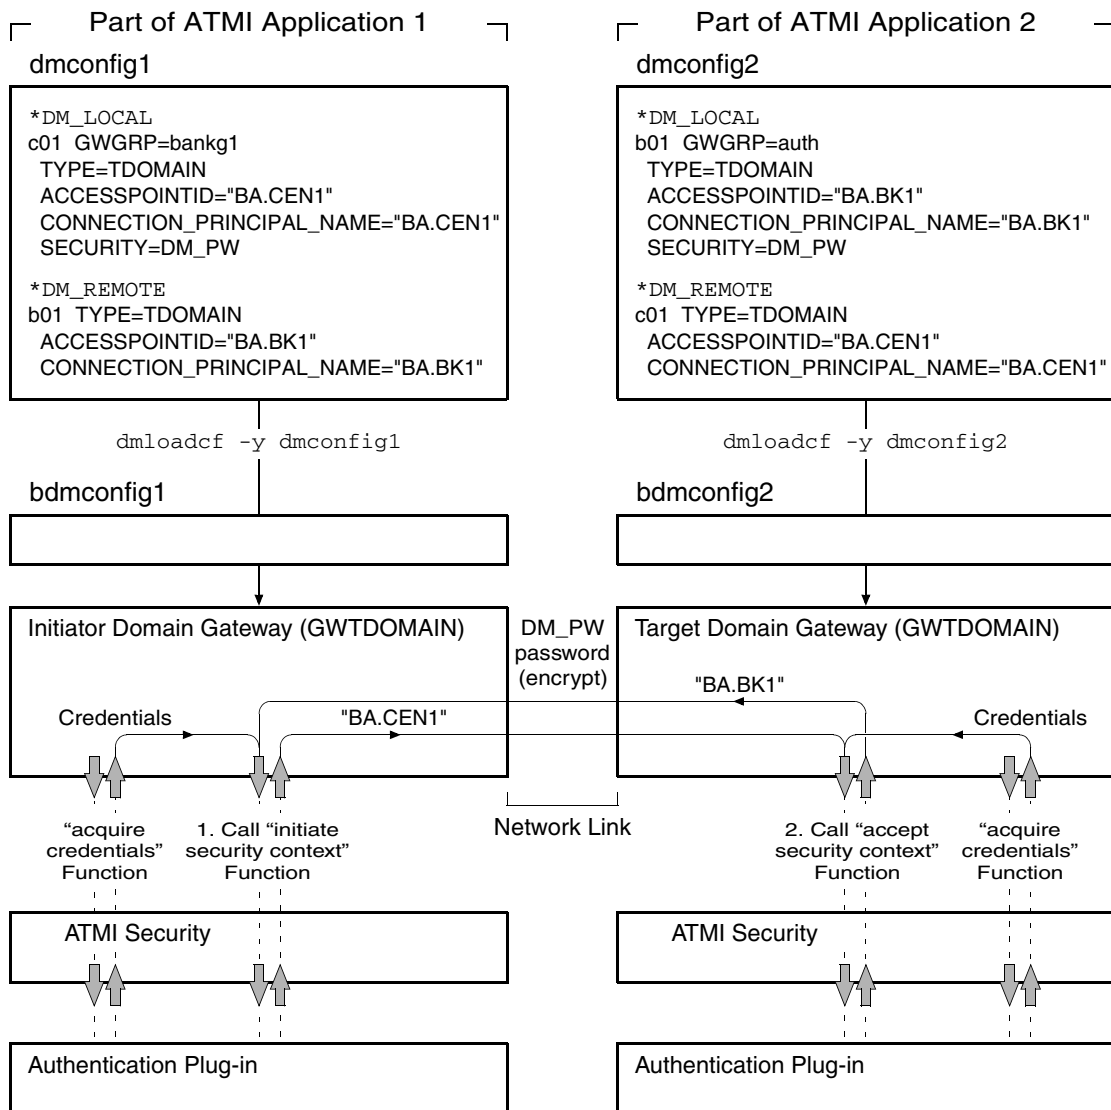 Part of ATMI Application 1
dmconfig1
*DM_LOCAL
c01 GWGRP=bankg1
TYPE=TDOMAIN
ACCESSPOINTID="BA.CEN1"
CONNECTION_PRINCIPAL_NAME="BA.CEN1"
SECURITY=DM_PW
*DM_REMOTE
b01 TYPE=TDOMAIN
ACCESSPOINTID="BA.BK1"
CONNECTION_PRINCIPAL_NAME="BA.BK1"
dmloadcf -y dmconfig1
bdmconfig1
Part of ATMI Application 2
dmconfig2
*DM_LOCAL
b01 GWGRP=auth
TYPE=TDOMAIN
ACCESSPOINTID="BA.BK1"
CONNECTION_PRINCIPAL_NAME="BA.BK1"
SECURITY=DM_PW
*DM_REMOTE
c01 TYPE=TDOMAIN
ACCESSPOINTID="BA.CEN1"
CONNECTION_PRINCIPAL_NAME="BA.CEN1"
dmloadcf -y dmconfig2
bdmconfig2
Initiator Domain Gateway (GWTDOMAIN)
DM_PW
password
(encrypt)
Target Domain Gateway (GWTDOMAIN)
"BA.BK1"
Credentials
"BA.CEN1"
Credentials
“acquire
credentials”
Function
1. Call “initiate
security context”
Function
Network Link
2. Call “accept
security context”
Function
“acquire
credentials”
Function
ATMI Security
ATMI Security
Authentication Plug-in
Authentication Plug-in